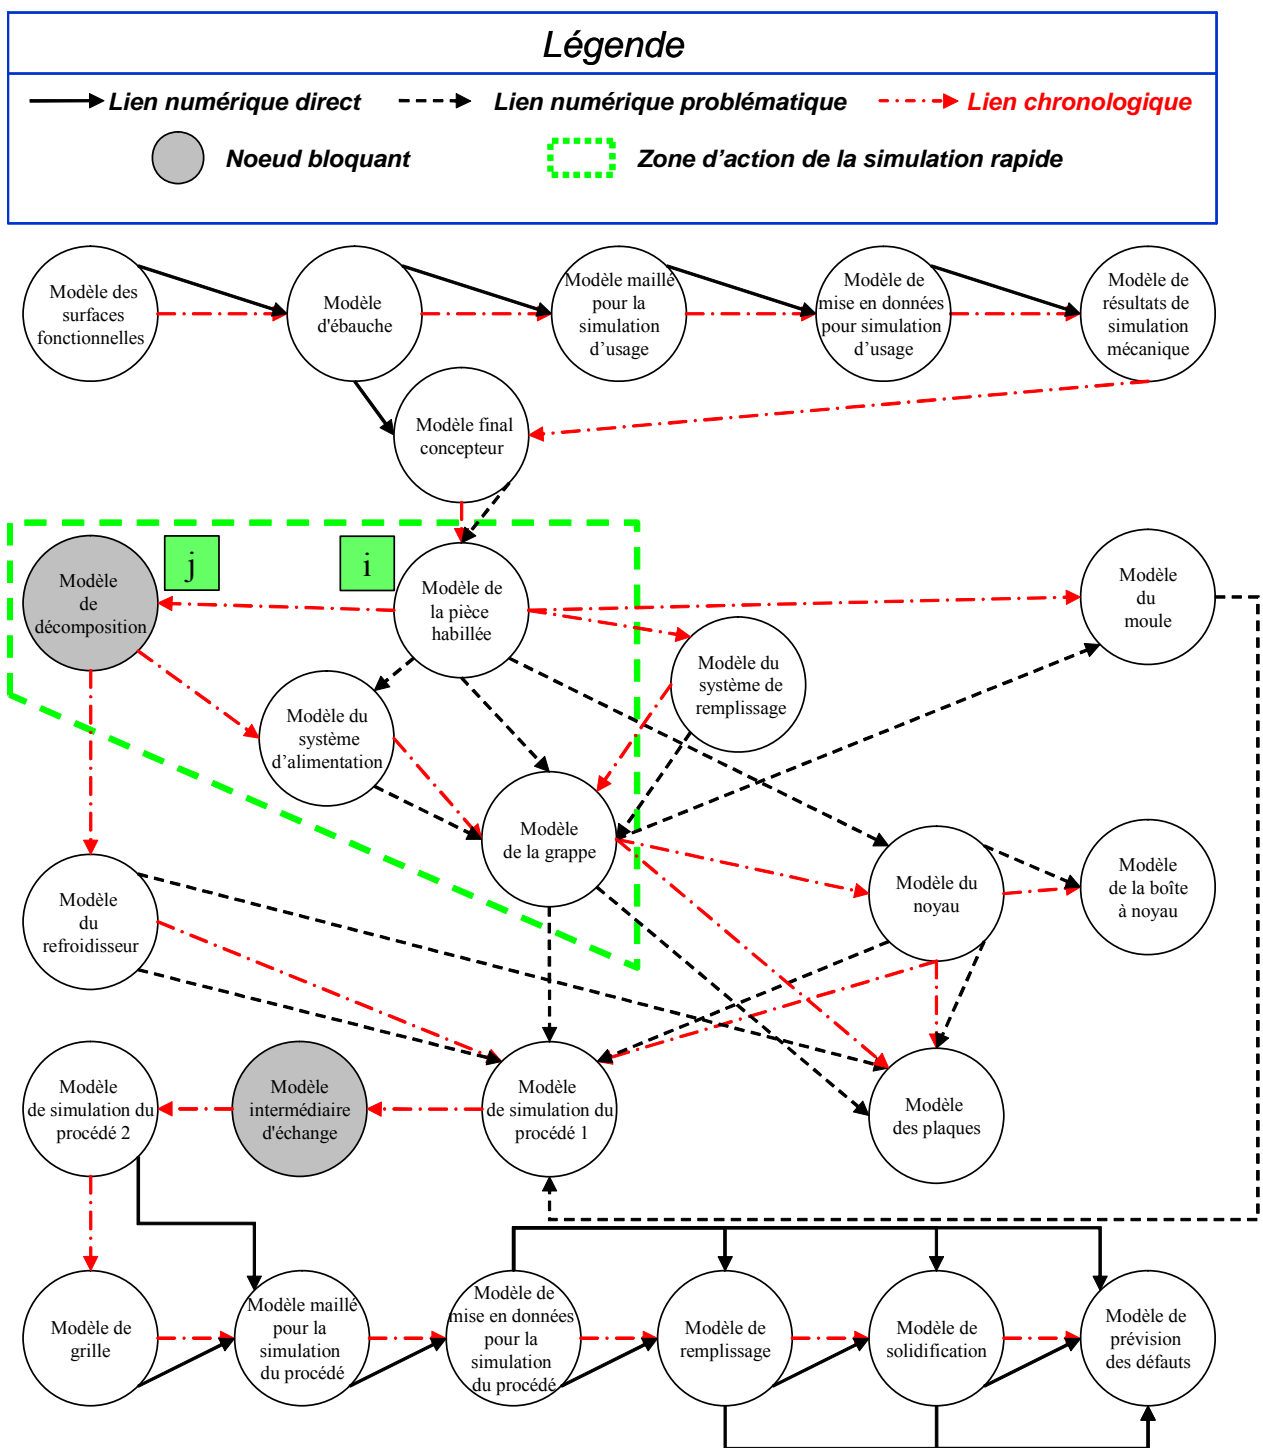 Légende
Lien numérique direct
Lien numérique problématique
Lien chronologique
Noeud bloquant
Zone d'action de la simulation rapide
Modèle des
surfaces
fonctionnelles
Modèle
d'ébauche
Modèle maillé
pour la
simulation
d'usage
Modèle de
mise en données
pour simulation
d'usage
Modèle de
résultats de
simulation
mécanique
Modèle final
concepteur
j
i
Modèle
de
décomposition
Modèle de
la pièce
habillée
Modèle
du
moule
Modèle du
système de
remplissage
Modèle du
système
d'alimentation
Modèle
de la grappe
Modèle du
noyau
Modèle
de la boîte
à noyau
Modèle
du
refroidisseur
Modèle
de simulation du
procédé 2
Modèle
intermédiaire
d'échange
Modèle
de simulation du
procédé 1
Modèle
des plaques
Modèle de
grille
Modèle maillé
pour la
simulation
du procédé
Modèle de
mise en données
pour la
simulation
du procédé
Modèle de
remplissage
Modèle de
solidification
Modèle de
prévision
des défauts